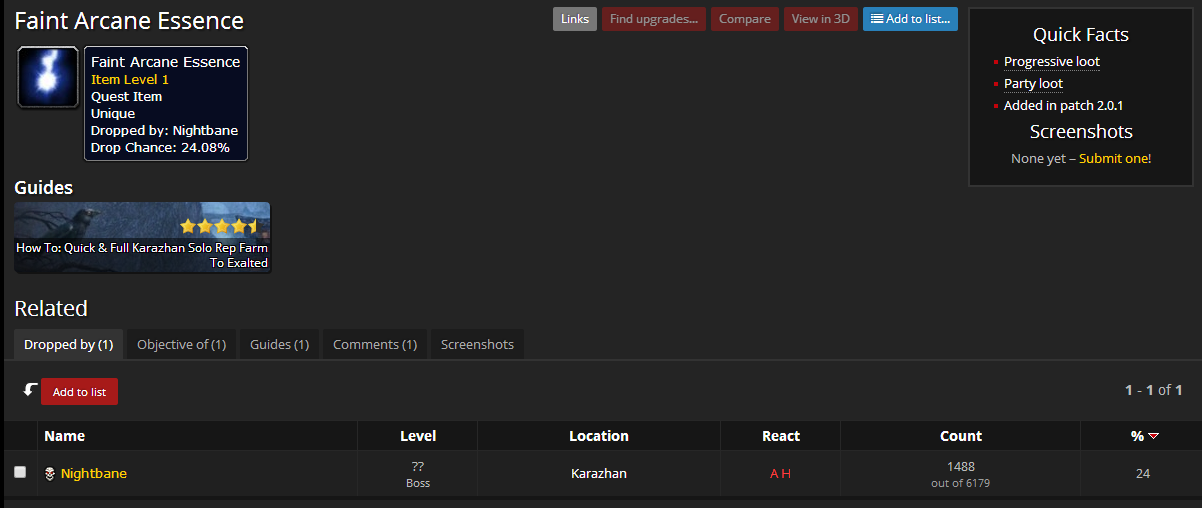 Faint Arcane Essence
Links
Find upgrades...
Compare
View in 3D
Add to list...
Faint Arcane Essence
Item Level 1
Quest Item
Unique
Dropped by: Nightbane
Drop Chance: 24.08%
Quick Facts
Progressive loot
Party loot
Added in patch 2.0.1
Screenshots
None yet – Submit one!
Guides
How To: Quick & Full Karazhan Solo Rep Farm
To Exalted
Related
Dropped by (1)
Objective of (1)
Guides (1)
Comments (1)
Screenshots
Add to list
1 - 1 of 1
Name Level Location React Count %
Nightbane ?? Karazhan A H 1488 24
Boss out of 6179